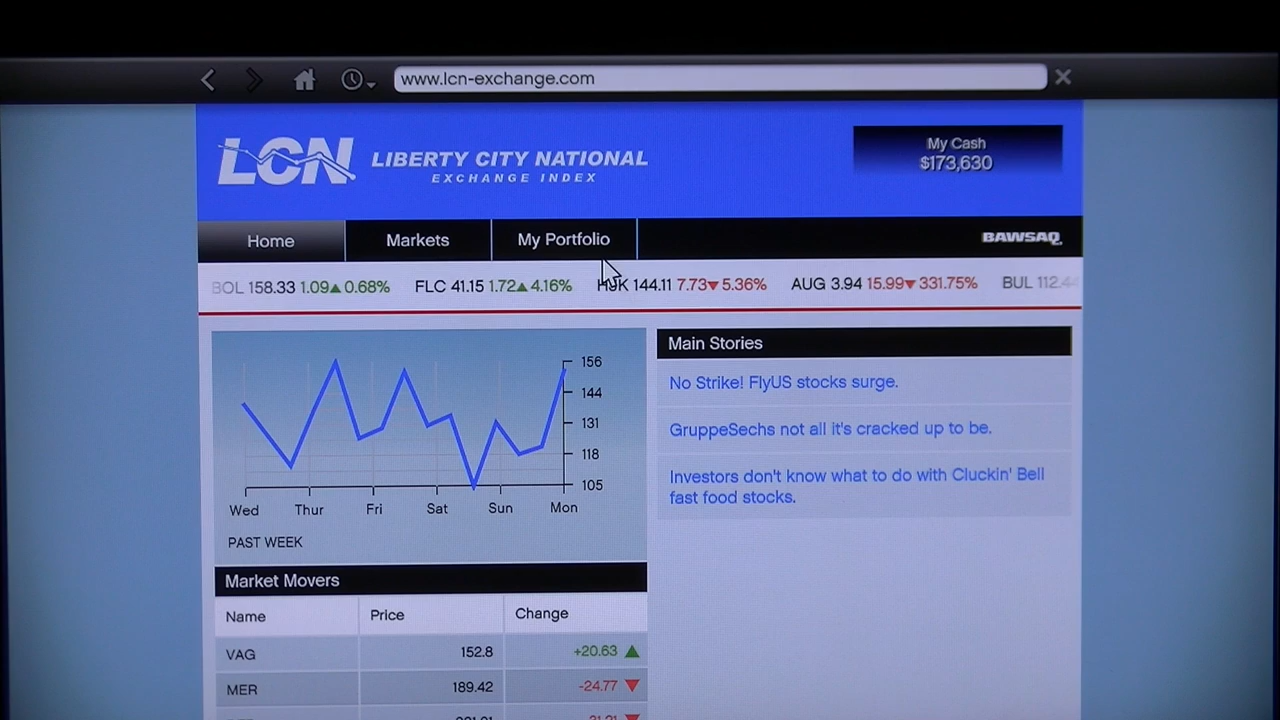 www.lcn-exchange.com
LCN LIBERTY CITY NATIONAL
EXCHANGE INDEX
My Cash
$173,630
Home Markets My Portfolio BAWSAQ
BOL 158.33 1.09▲ 0.68% FLC 41.15 1.72▲ 4.16% HJK 144.11 7.73▼ 5.36% AUG 3.94 15.99▼ 331.75% BUL 112.44
156
144
131
118
105
Wed Thur Fri Sat Sun Mon
PAST WEEK
Main Stories
No Strike! FlyUS stocks surge.
GruppeSechs not all it's cracked up to be.
Investors don't know what to do with Cluckin' Bell
fast food stocks.
Market Movers
Name Price Change
VAG 152.8 +20.63 ▲
MER 189.42 -24.77 ▼